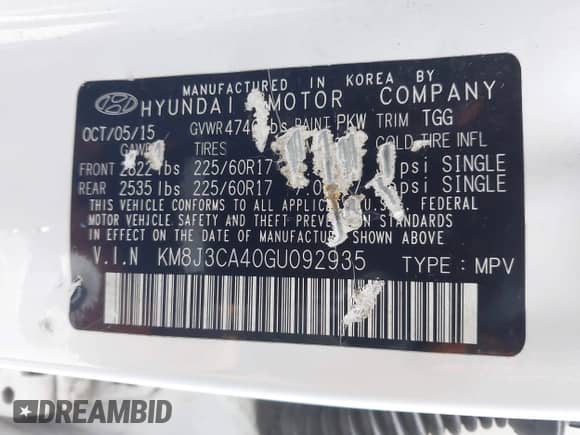 MANUFACTURED IN KOREA BY
HYUNDAI MOTOR COMPANY
OCT/05/15 GVWR PAINT PKW TRIM TGG
TIRES COLD TIRE INFL
FRONT 2822 lbs 225/60R17 psi SINGLE
REAR 2535 lbs 225/60R17 psi SINGLE
THIS VEHICLE CONFORMS TO ALL U.S. FEDERAL
MOTOR VEHICLE SAFETY AND THEFT PREVENTION STANDARDS
IN EFFECT ON THE DATE OF MANUFACTURE SHOWN ABOVE.
V.I.N KM8J3CA40GU092935 TYPE : MPV
DREAMBID